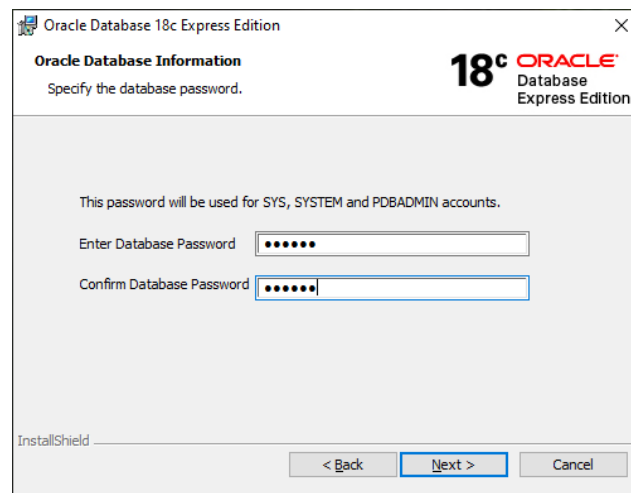 Oracle Database 18c Express Edition
Oracle Database Information
Specify the database password.
18c ORACLE
Database
Express Edition
This password will be used for SYS, SYSTEM and PDBADMIN accounts.
Enter Database Password ••••••
Confirm Database Password ••••••
InstallShield
< Back Next > Cancel